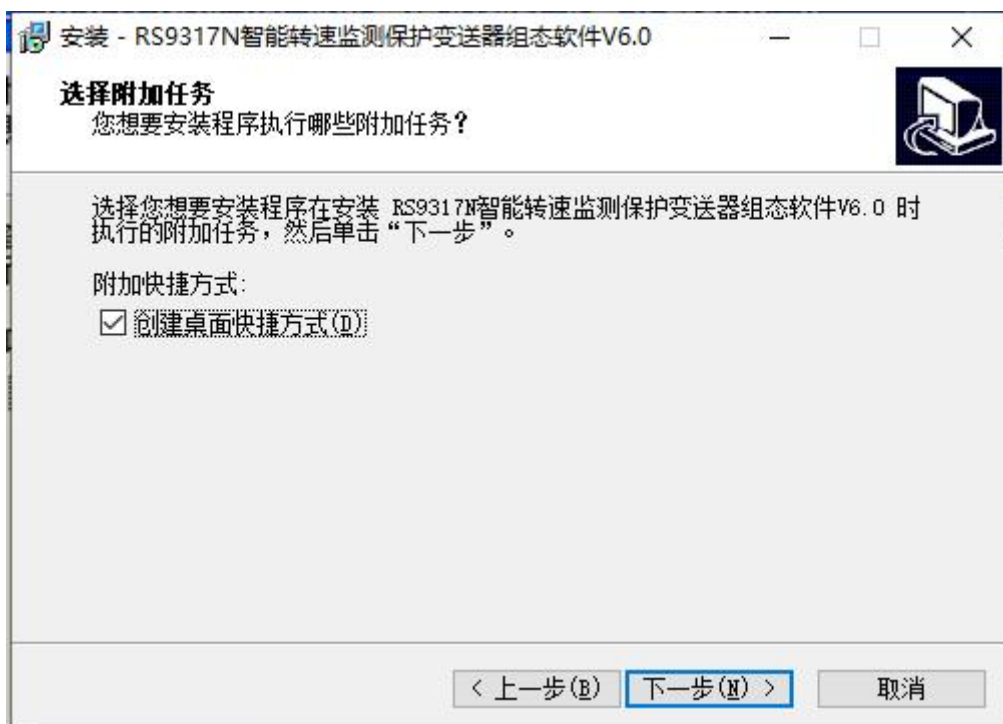 安装 - RS9317N智能转速监测保护变送器组态软件V6.0
选择附加任务
您想要安装程序执行哪些附加任务?
选择您想要安装程序在安装 RS9317N智能转速监测保护变送器组态软件V6.0 时
执行的附加任务，然后单击“下一步”。
附加快捷方式:
创建桌面快捷方式(D)
< 上一步(B)
下一步(N) >
取消